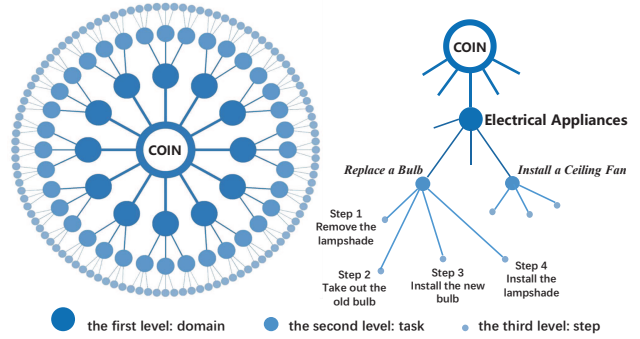 COIN
COIN
Electrical Appliances
Replace a Bulb
Install a Ceiling Fan
Step 1
Remove the
lampshade
Step 2
Take out the
old bulb
Step 3
Install the new
bulb
Step 4
Install the
lampshade
the first level: domain
the second level: task
the third level: step